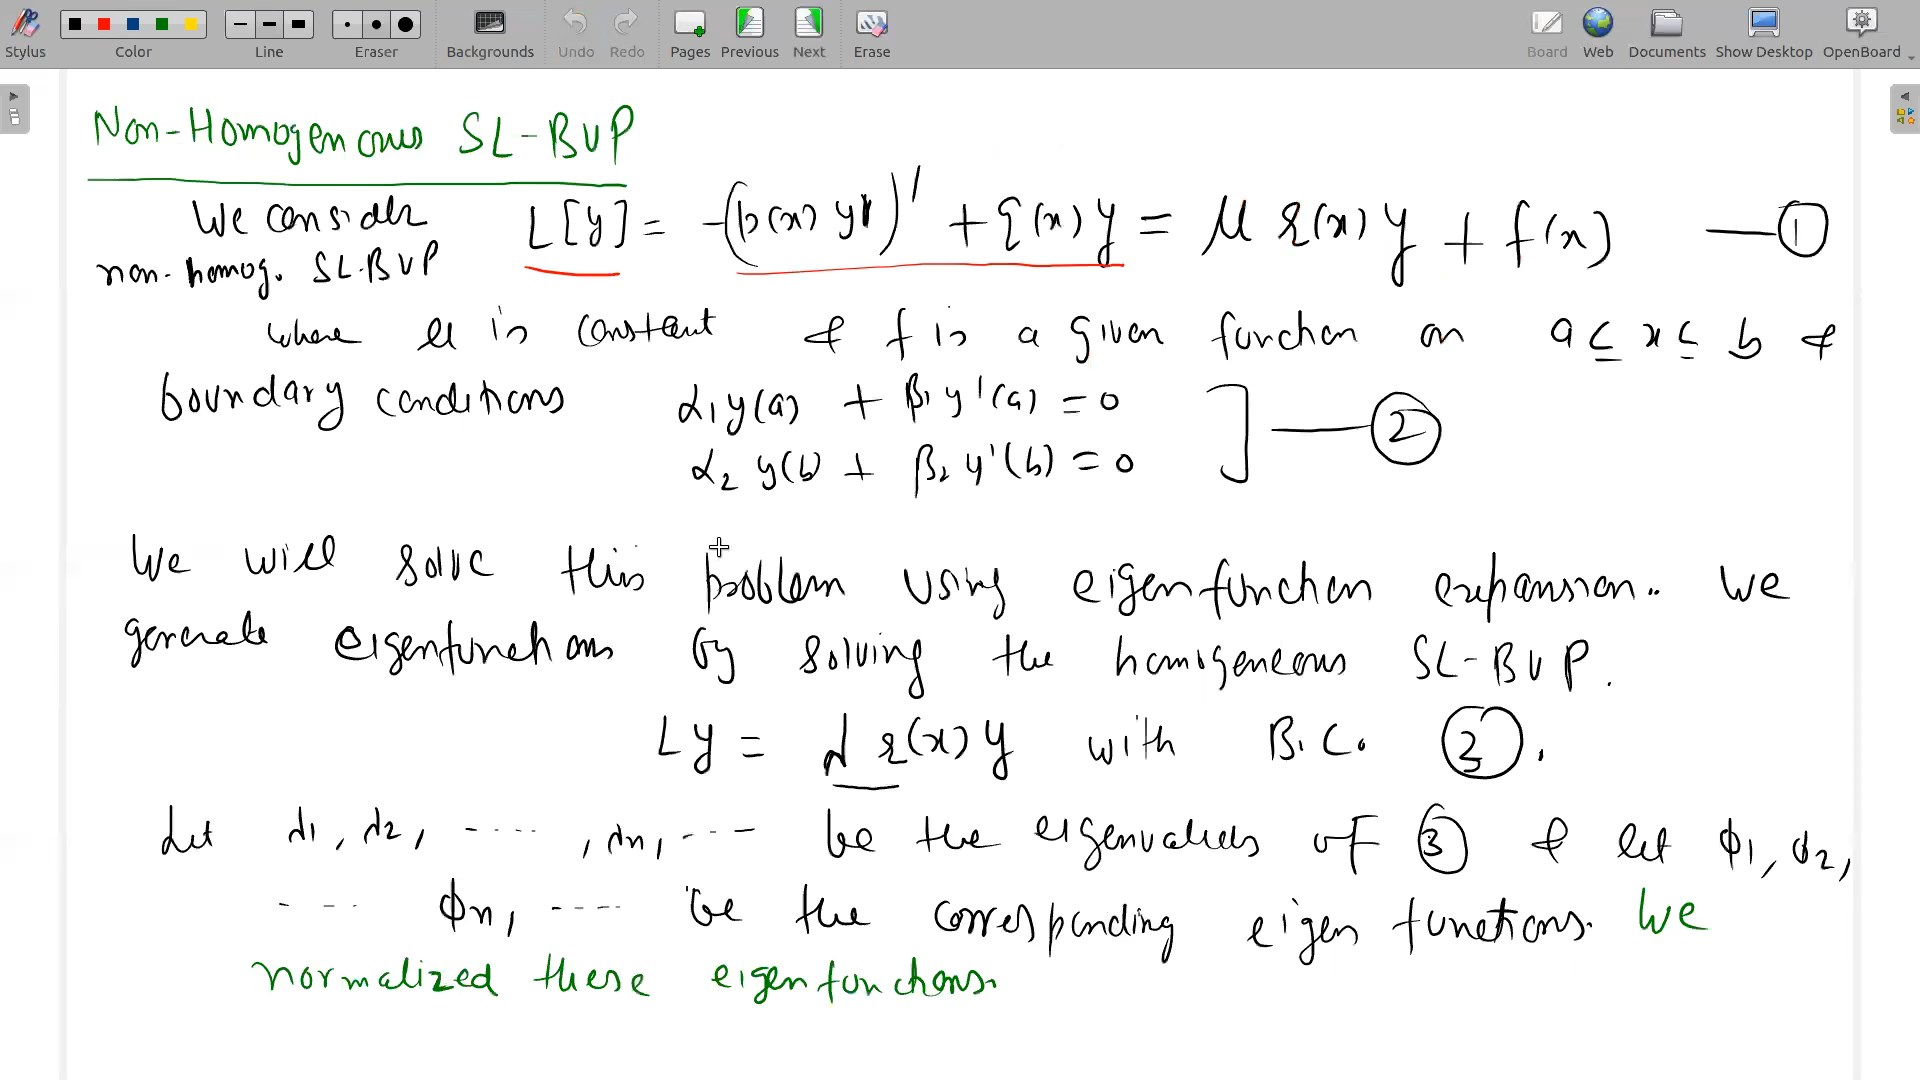 Stylus Color Line Eraser Backgrounds Undo Redo Pages Previous Next Erase Board Web Documents Show Desktop OpenBoard
Non-Homogenous SL-BVP
We consider L[y] = -(p(x) y')' + q(x) y = μ r(x) y + f(x) — ①
non-homog. SL-BVP
where μ is constant & f is a given function on a ≤ x ≤ b &
boundary conditions α₁ y(a) + β₁ y'(a) = 0
α₂ y(b) + β₂ y'(b) = 0 ] — ②
We will solve this problem using eigenfunction expansion. We
generate eigenfunctions by solving the homogeneous SL-BVP.
Ly = λ r(x) y with B.C. ②.
Let λ₁, λ₂, ----, λn, --- be the eigenvalues of ③ & let ϕ₁, ϕ₂,
--- ϕn, ---- be the corresponding eigen functions. We
normalized these eigenfunctions.